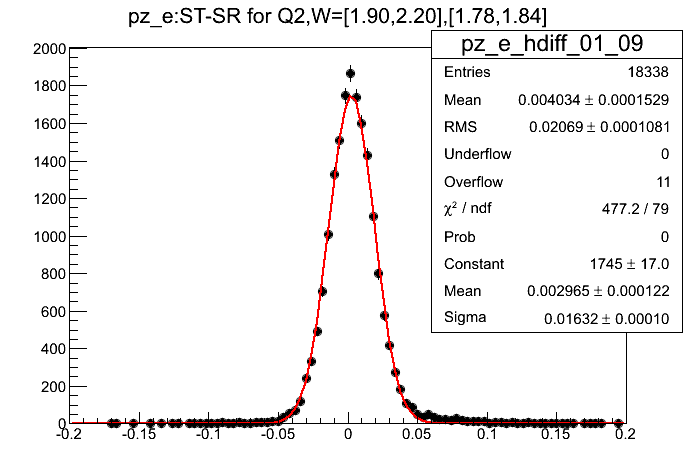 pz_e:ST-SR for Q2,W=[1.90,2.20],[1.78,1.84]
pz_e_hdiff_01_09
Entries 18338
Mean 0.004034 ± 0.0001529
RMS 0.02069 ± 0.0001081
Underflow 0
Overflow 11
χ² / ndf 477.2 / 79
Prob 0
Constant 1745 ± 17.0
Mean 0.002965 ± 0.000122
Sigma 0.01632 ± 0.00010
2000
1800
1600
1400
1200
1000
800
600
400
200
0
-0.2 -0.15 -0.1 -0.05 0 0.05 0.1 0.15 0.2